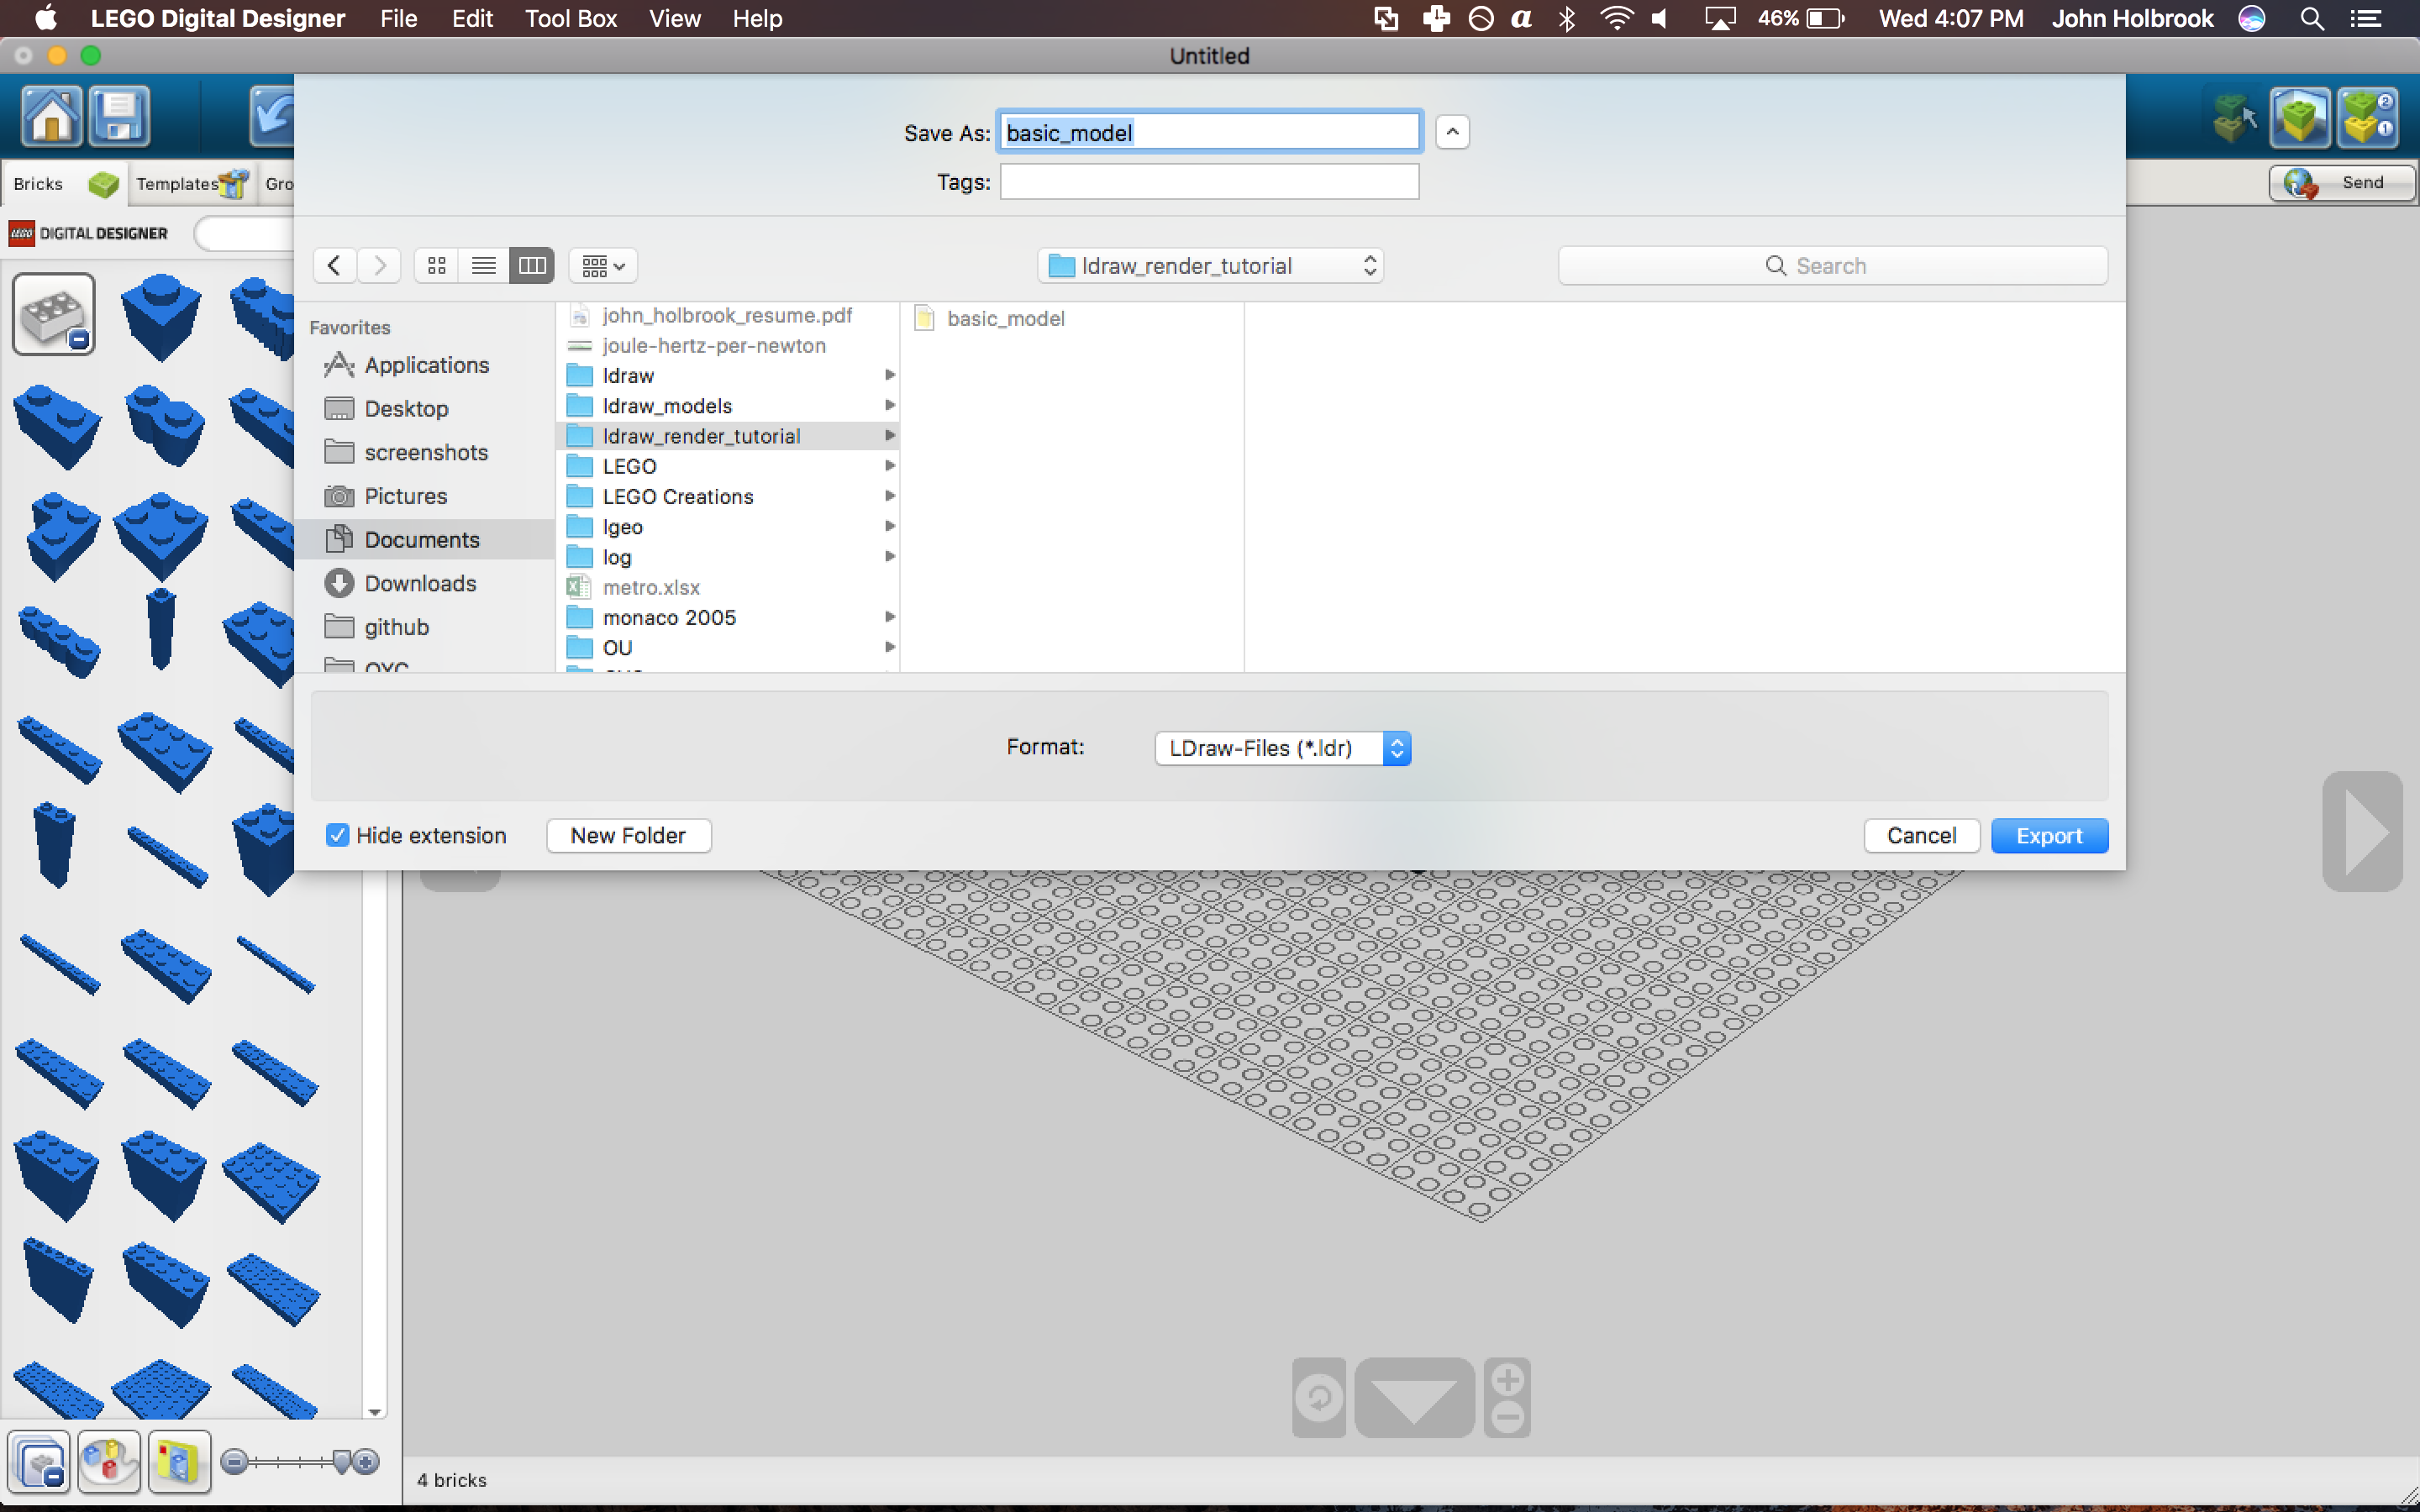 LEGO Digital Designer File Edit Tool Box View Help 46% Wed 4:07 PM John Holbrook
Untitled
Save As: basic_model
Tags:
Bricks Templates Gro
Send
LEGO DIGITAL DESIGNER
ldraw_render_tutorial
Search
Favorites
Applications
Desktop
screenshots
Pictures
Documents
Downloads
github
OXC
john_holbrook_resume.pdf
joule-hertz-per-newton
ldraw
ldraw_models
ldraw_render_tutorial
LEGO
LEGO Creations
lgeo
log
metro.xlsx
monaco 2005
OU
basic_model
Format: LDraw-Files (*.ldr)
Hide extension New Folder Cancel Export
4 bricks